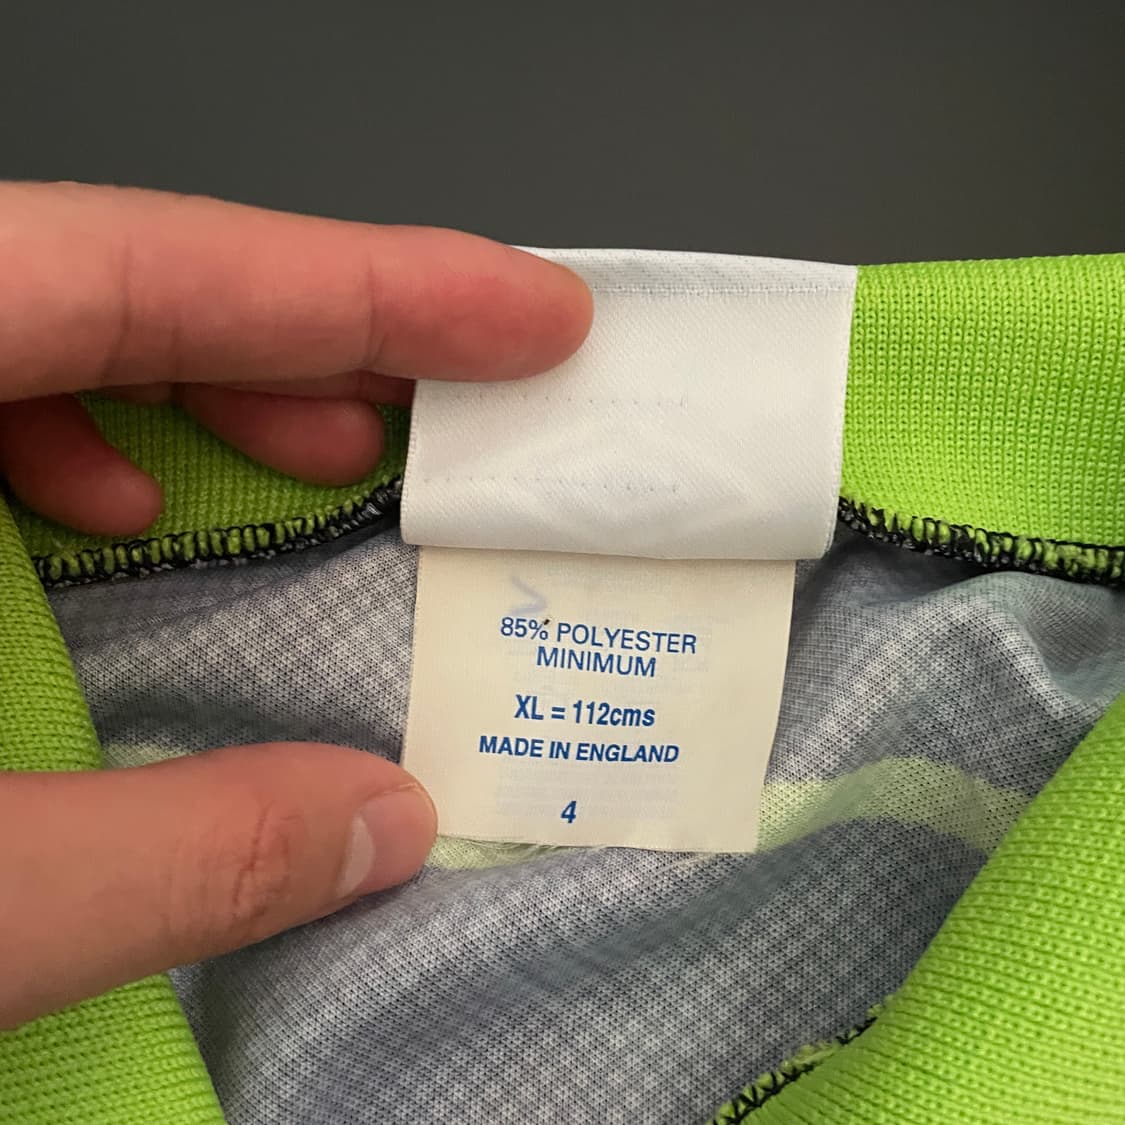 85% POLYESTER
MINIMUM
XL = 112cms
MADE IN ENGLAND
4